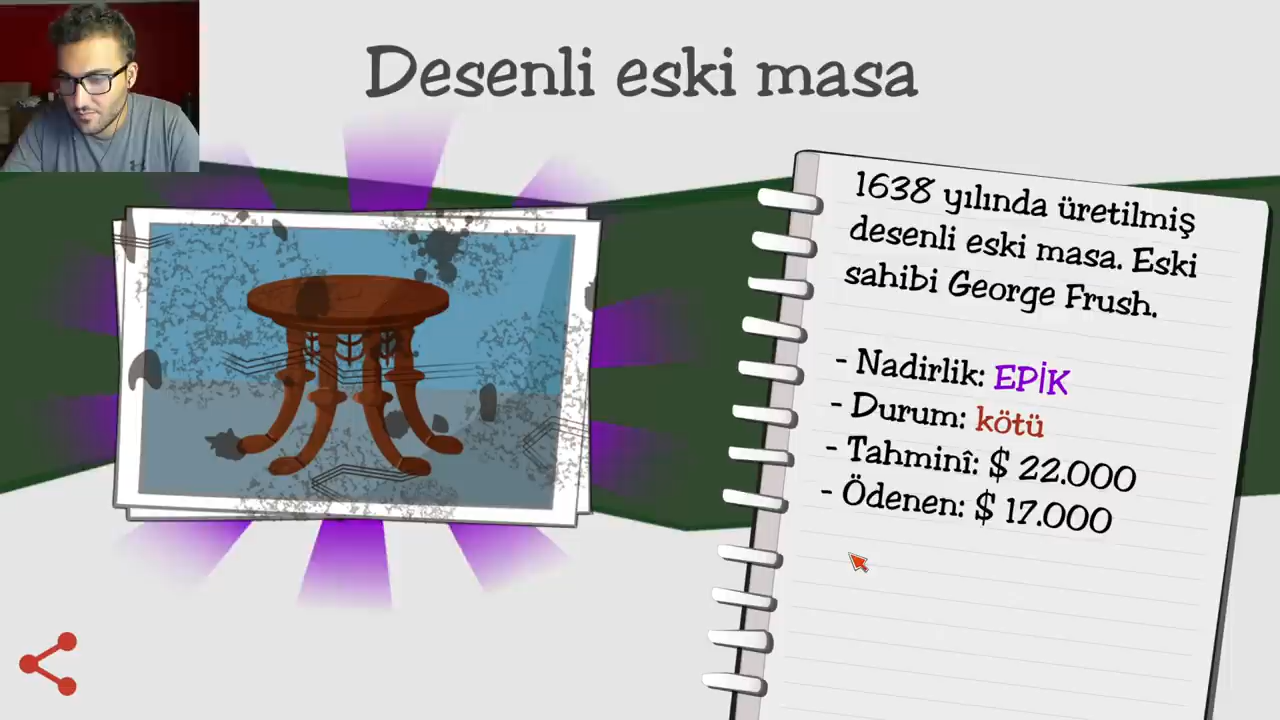 Desenli eski masa
1638 yılında üretilmiş
desenli eski masa. Eski
sahibi George Frush.
- Nadirlik: EPİK
- Durum: kötü
- Tahminî: $ 22.000
- Ödenen: $ 17.000